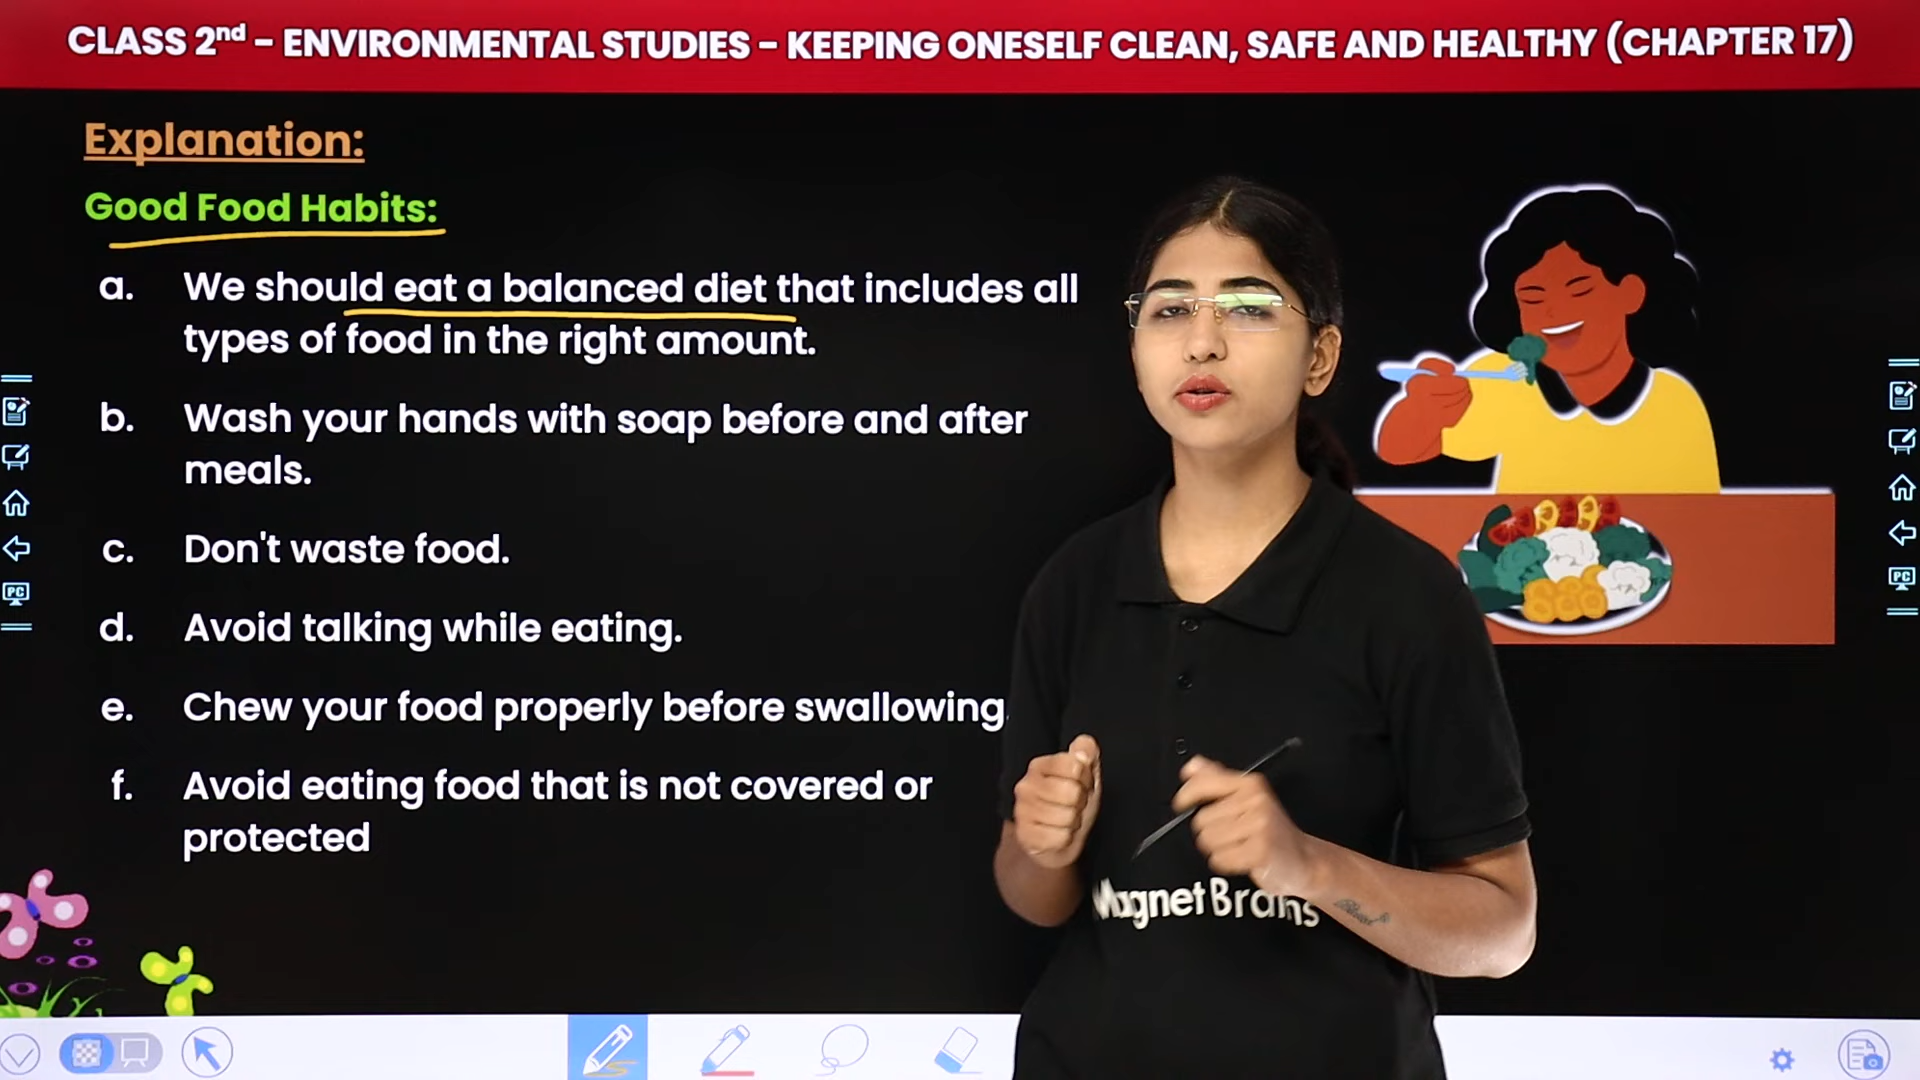 CLASS 2nd - ENVIRONMENTAL STUDIES - KEEPING ONESELF CLEAN, SAFE AND HEALTHY (CHAPTER 17)
Explanation:
Good Food Habits:
a. We should eat a balanced diet that includes all
types of food in the right amount.
b. Wash your hands with soap before and after
meals.
c. Don't waste food.
d. Avoid talking while eating.
e. Chew your food properly before swallowing.
f. Avoid eating food that is not covered or
protected
PC
PC
MagnetBrains